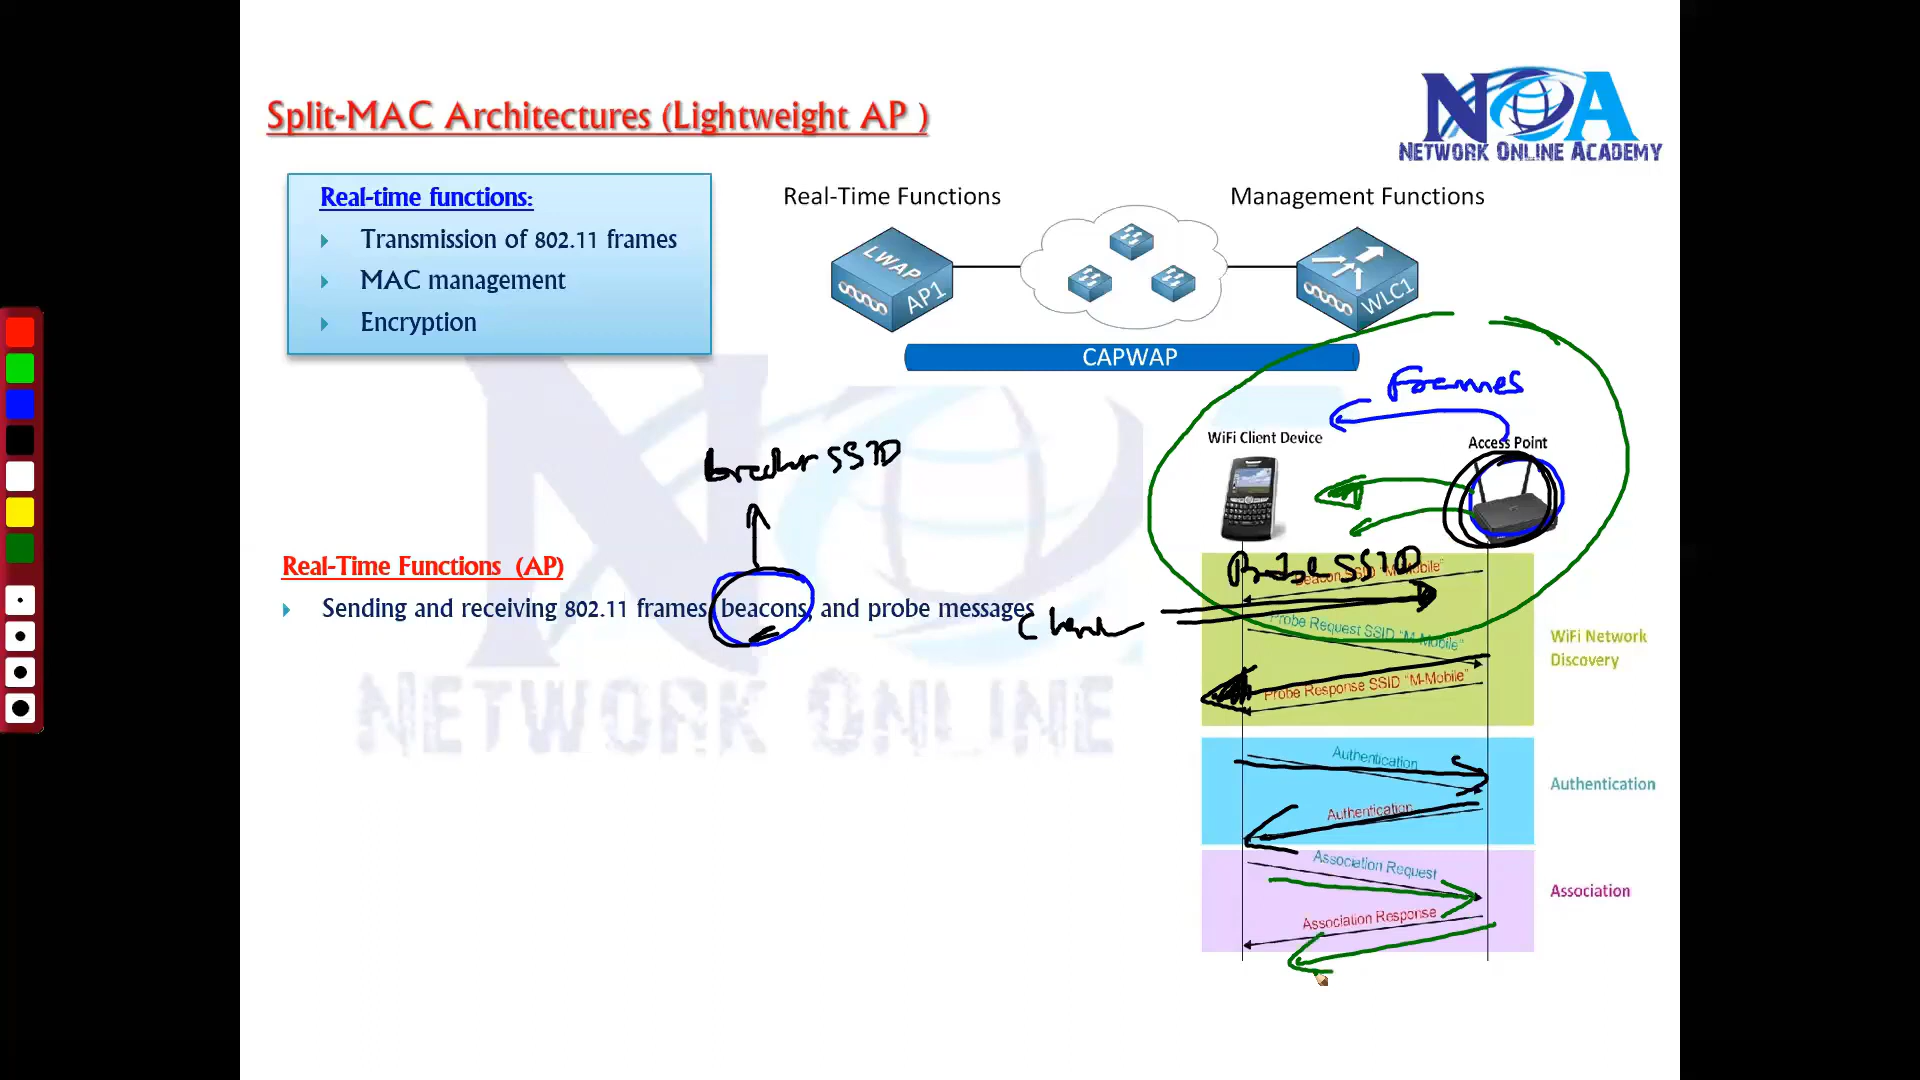 Split-MAC Architectures (Lightweight AP )
NOA
NETWORK ONLINE ACADEMY
Real-time functions:
Transmission of 802.11 frames
MAC management
Encryption
Real-Time Functions
Management Functions
LWAP
AP1
WLC1
CAPWAP
Frames
WiFi Client Device
Access Point
SSID
Real-Time Functions (AP)
Sending and receiving 802.11 frames, beacons, and probe messages
Probe SSID
Beacon SSID "M-Mobile"
Probe Request SSID "M-Mobile"
Probe Response SSID "M-Mobile"
WiFi Network
Discovery
NETWORK ONLINE
Authentication
Authentication
Authentication
Association Request
Association Response
Association